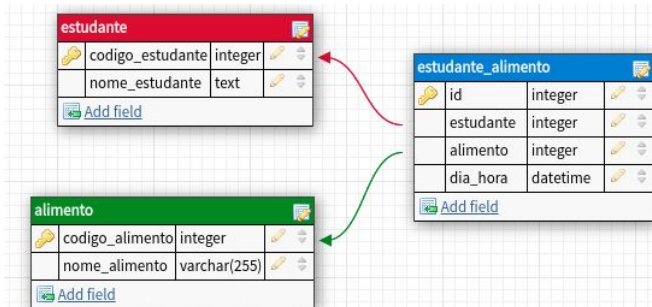 estudante
codigo_estudante integer
nome_estudante text
Add field
estudante_alimento
id integer
estudante integer
alimento integer
dia_hora datetime
Add field
alimento
codigo_alimento integer
nome_alimento varchar(255)
Add field